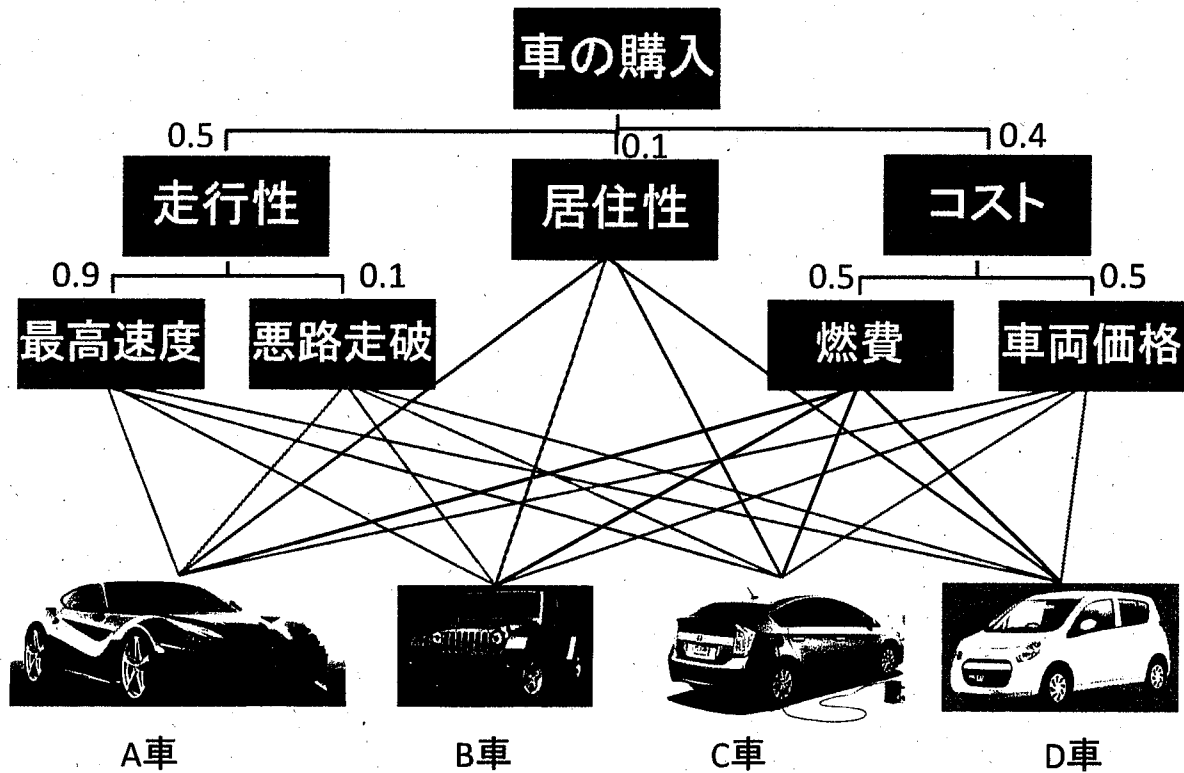 車の購入
0.5
0.1
0.4
走行性
居住性
コスト
0.9
0.1
0.5
0.5
最高速度
悪路走破
燃費
車両価格
A車
B車
C車
D車